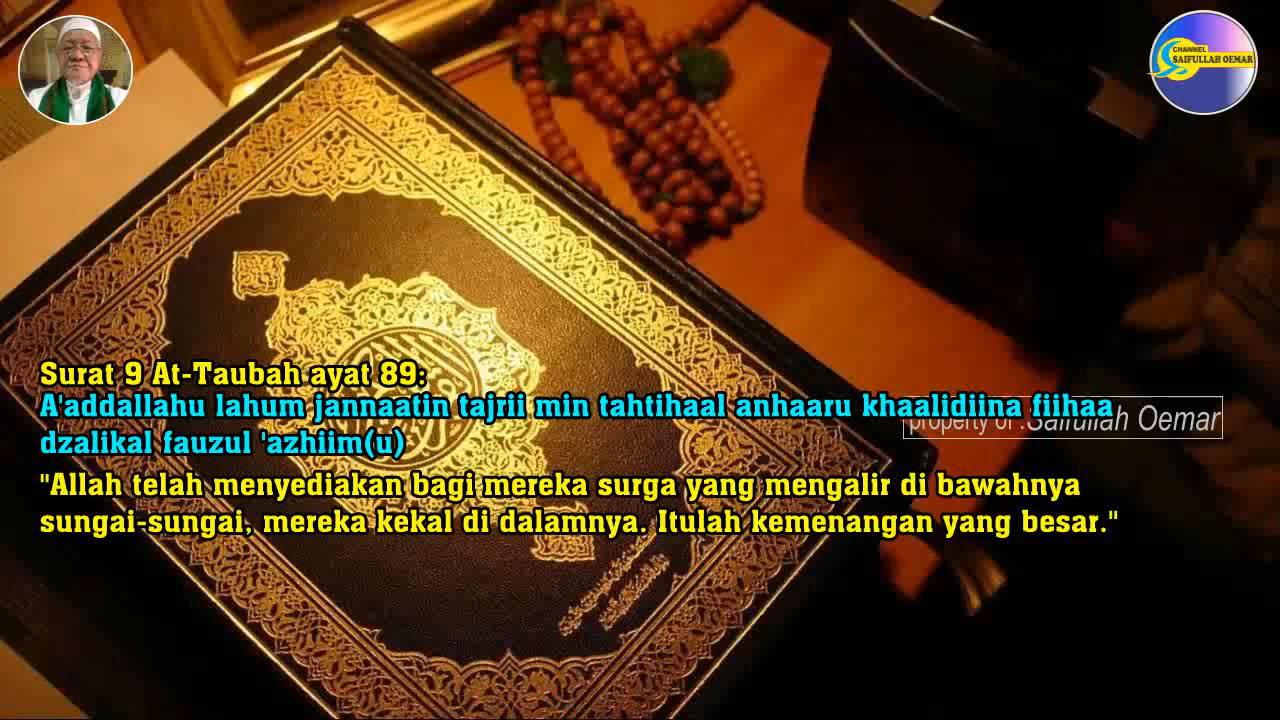 CHANNEL
SAIFULLAH OEMAR
Surat 9 At-Taubah ayat 89:
A'addallahu lahum jannaatin tajrii min tahtihaal anhaaru khaalidiina fiihaa
dzalikal fauzul 'azhiim(u)
property of :Saifullah Oemar
"Allah telah menyediakan bagi mereka surga yang mengalir di bawahnya
sungai-sungai, mereka kekal di dalamnya. Itulah kemenangan yang besar."